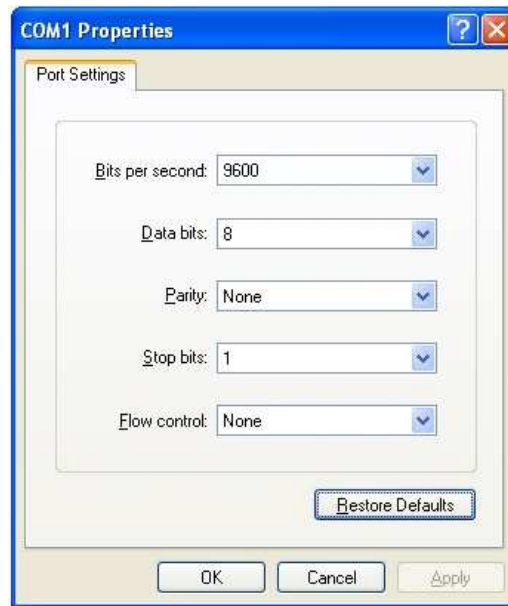 COM1 Properties
Port Settings
Bits per second: 9600
Data bits: 8
Parity: None
Stop bits: 1
Flow control: None
Restore Defaults
OK Cancel Apply